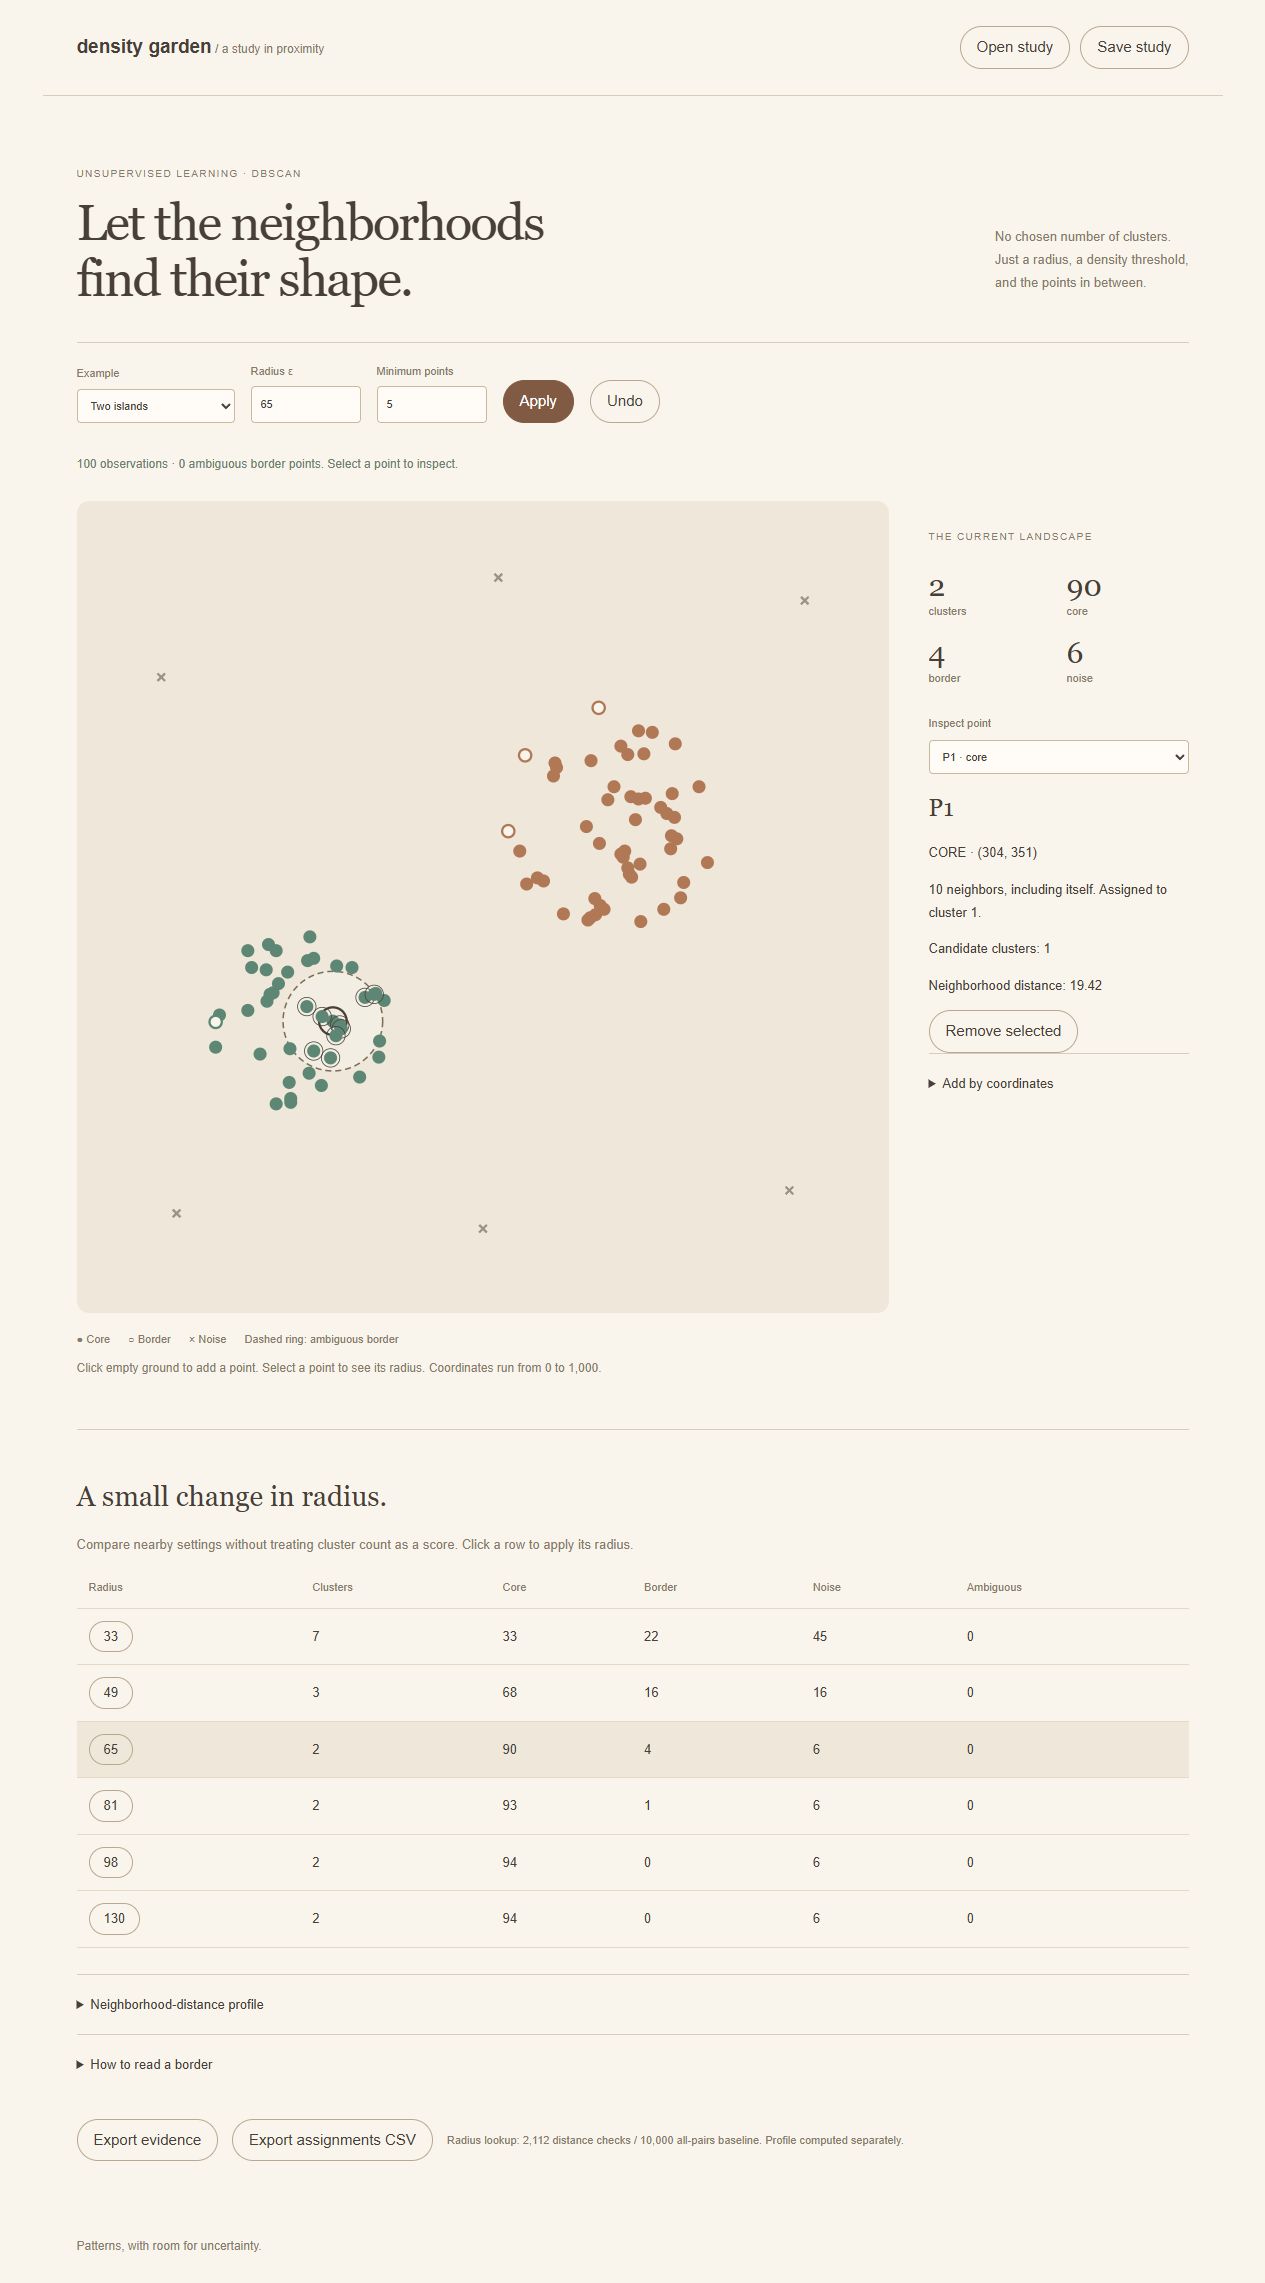 density garden / a study in proximity
Open study
Save study
UNSUPERVISED LEARNING · DBSCAN
Let the neighborhoods
find their shape.
No chosen number of clusters.
Just a radius, a density threshold,
and the points in between.
Example
Radius ε
Minimum points
Two islands
65
5
Apply
Undo
100 observations · 0 ambiguous border points. Select a point to inspect.
THE CURRENT LANDSCAPE
2
90
clusters
core
4
6
border
noise
Inspect point
P1 · core
P1
CORE · (304, 351)
10 neighbors, including itself. Assigned to
cluster 1.
Candidate clusters: 1
Neighborhood distance: 19.42
Remove selected
▶ Add by coordinates
● Core ○ Border × Noise Dashed ring: ambiguous border
Click empty ground to add a point. Select a point to see its radius. Coordinates run from 0 to 1,000.
A small change in radius.
Compare nearby settings without treating cluster count as a score. Click a row to apply its radius.
Radius Clusters Core Border Noise Ambiguous
33 7 33 22 45 0
49 3 68 16 16 0
65 2 90 4 6 0
81 2 93 1 6 0
98 2 94 0 6 0
130 2 94 0 6 0
▶ Neighborhood-distance profile
▶ How to read a border
Export evidence
Export assignments CSV
Radius lookup: 2,112 distance checks / 10,000 all-pairs baseline. Profile computed separately.
Patterns, with room for uncertainty.